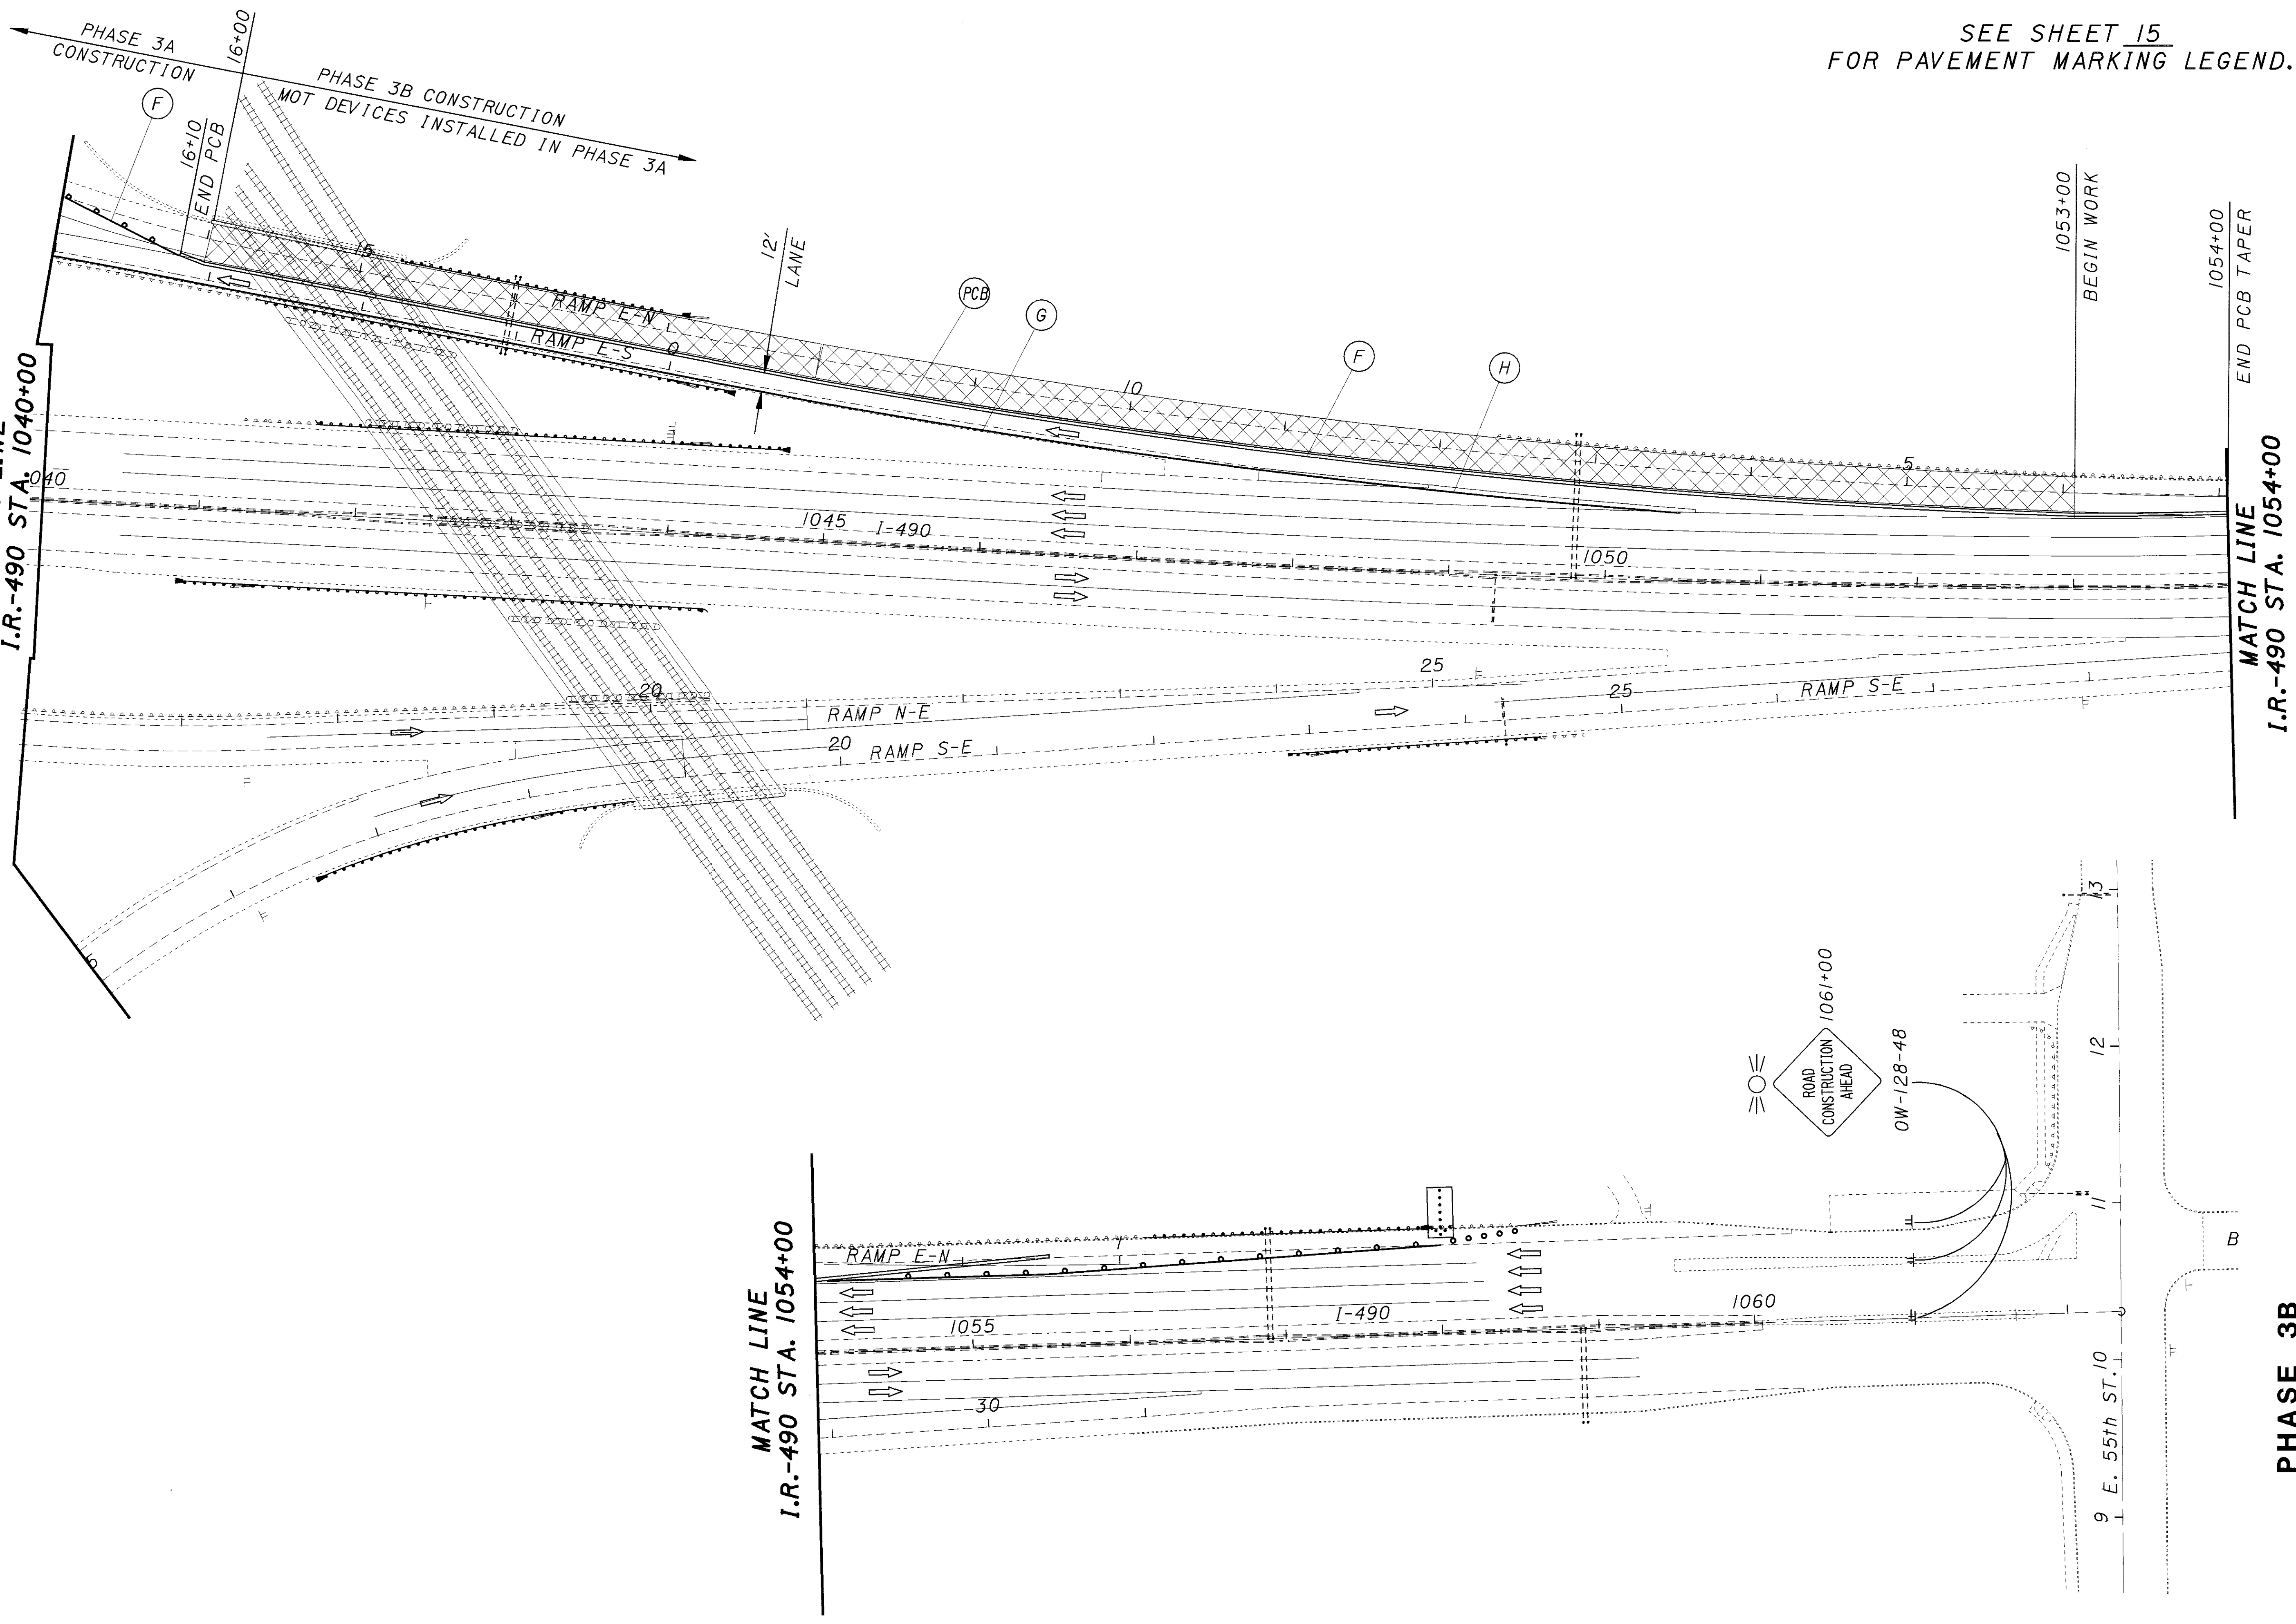 SEE SHEET 15
FOR PAVEMENT MARKING LEGEND.
PHASE 3A
CONSTRUCTION
16+00
PHASE 3B CONSTRUCTION
MOT DEVICES INSTALLED IN PHASE 3A
F
16+10
END PCB
15
RAMP E-N
RAMP E-S
0
12'
LANE
PCB
G
10
F
H
5
1053+00
BEGIN WORK
1054+00
END PCB TAPER
I.R.-490 STA. 1040+00
040
1045
I-490
1050
MATCH LINE
I.R.-490 STA. 1054+00
20
RAMP N-E
25
25
RAMP S-E
20
RAMP S-E
13
12
11
10
E. 55th ST.
9
B
ROAD
CONSTRUCTION
AHEAD
1061+00
OW-128-48
MATCH LINE
I.R.-490 STA. 1054+00
RAMP E-N
1
1055
I-490
1060
30
PHASE 3B